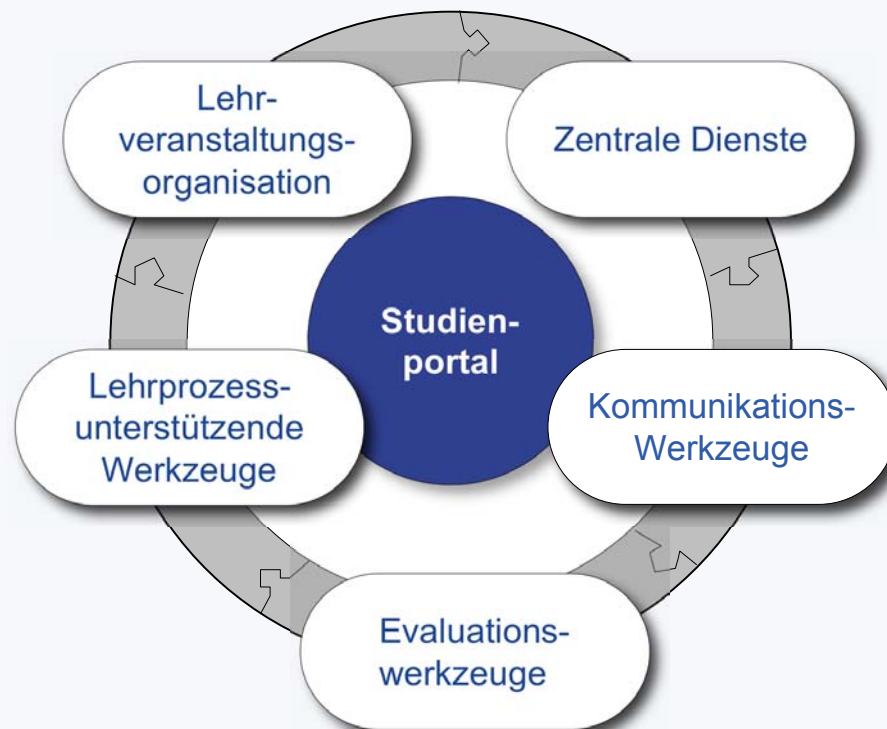 Lehr-
veranstaltungs-
organisation
Zentrale Dienste
Studien-
portal
Lehrprozess-
unterstützende
Werkzeuge
Kommunikations-
Werkzeuge
Evaluations-
werkzeuge